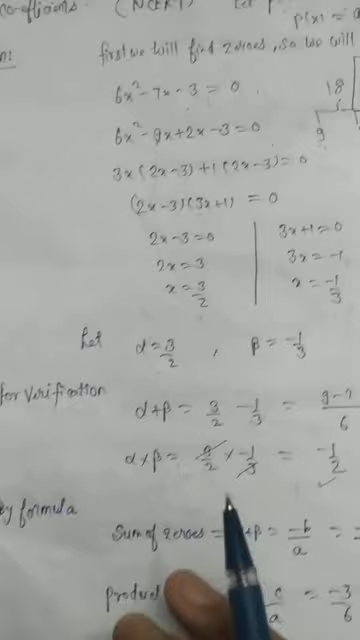 co-efficients. (NCERT) Let P
p(x) =
first we will find zeroes, so we will
6x² - 7x - 3 = 0
18
6x² - 9x + 2x - 3 = 0
9
3x(2x-3) + 1(2x-3) = 0
(2x-3)(3x+1) = 0
2x - 3 = 0 | 3x + 1 = 0
2x = 3 | 3x = -1
x = 3/2 | x = -1/3
Let α = 3/2 , β = -1/3
for verification
α + β = 3/2 - 1/3 = 9-2/6
α × β = 3/2 × -1/3 = -1/2 ✓
By formula
Sum of zeroes = +β = -b/a =
Product c/a = -3/6